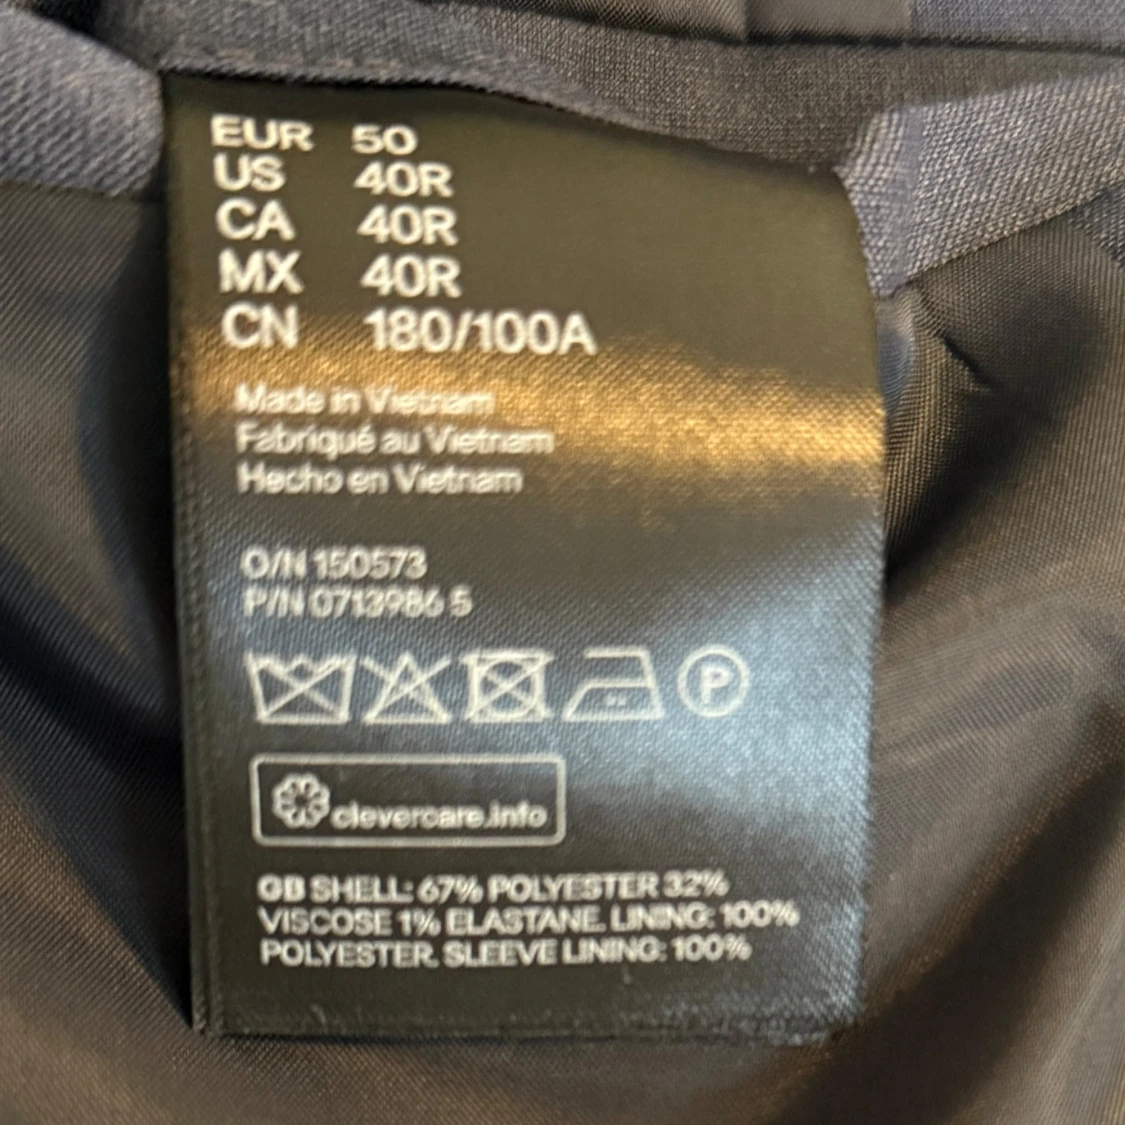 EUR 50
US 40R
CA 40R
MX 40R
CN 180/100A
Made in Vietnam
Fabriqué au Vietnam
Hecho en Vietnam
O/N 150573
P/N 0713986 5
P
clevercare.info
GB SHELL: 67% POLYESTER 32%
VISCOSE 1% ELASTANE. LINING: 100%
POLYESTER. SLEEVE LINING: 100%